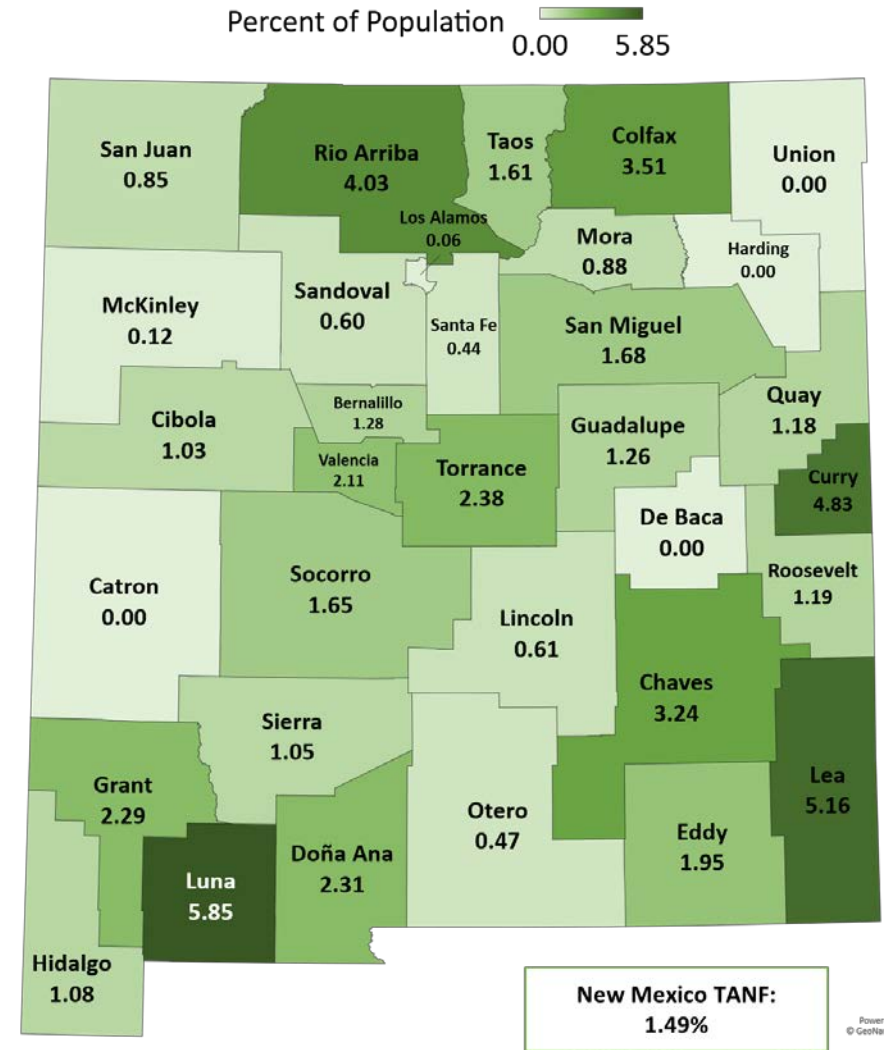 Percent of Population
0.00 5.85
San Juan
0.85
Rio Arriba
4.03
Taos
1.61
Colfax
3.51
Union
0.00
Los Alamos
0.06
Mora
0.88
Harding
0.00
McKinley
0.12
Sandoval
0.60
Santa Fe
0.44
San Miguel
1.68
Quay
1.18
Cibola
1.03
Bernalillo
1.28
Valencia
2.11
Torrance
2.38
Guadalupe
1.26
Curry
4.83
De Baca
0.00
Catron
0.00
Socorro
1.65
Lincoln
0.61
Roosevelt
1.19
Chaves
3.24
Sierra
1.05
Grant
2.29
Luna
5.85
Doña Ana
2.31
Otero
0.47
Eddy
1.95
Lea
5.16
Hidalgo
1.08
New Mexico TANF:
1.49%
Power
© GeoNa